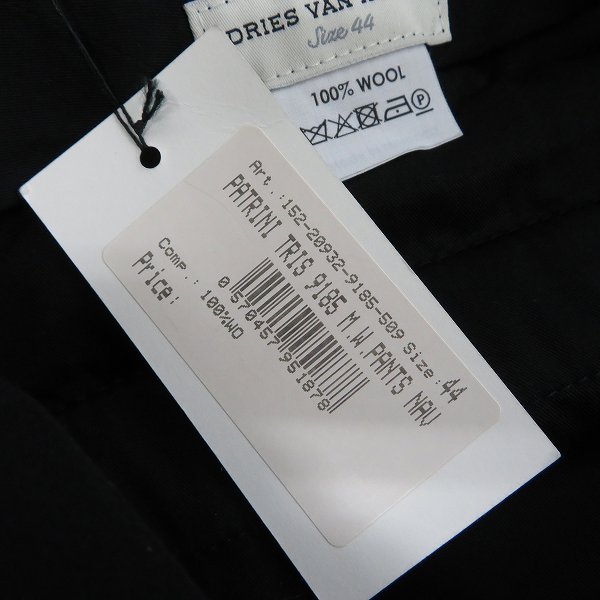 DRIES VAN
Size 44
100% WOOL
Art.:152-20932-9185-509 Size:44
PATRINI TRIS 9185 M.W.PANTS NAV
0570457951878
Comp.: 100%WO
Price: